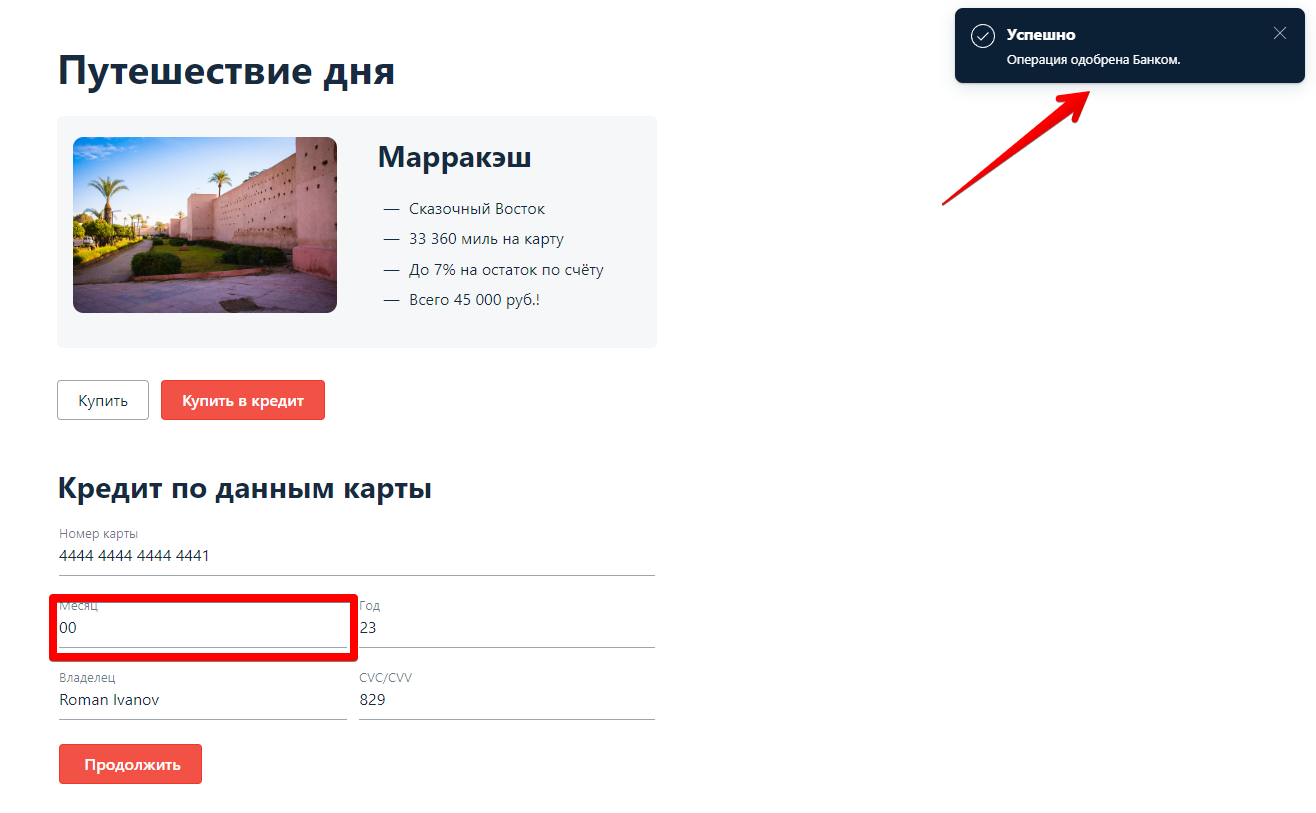 Успешно
Операция одобрена Банком.
Путешествие дня
Марракэш
— Сказочный Восток
— 33 360 миль на карту
— До 7% на остаток по счёту
— Всего 45 000 руб.!
Купить
Купить в кредит
Кредит по данным карты
Номер карты
4444 4444 4444 4441
Месяц
Год
00
23
Владелец
CVC/CVV
Roman Ivanov
829
Продолжить